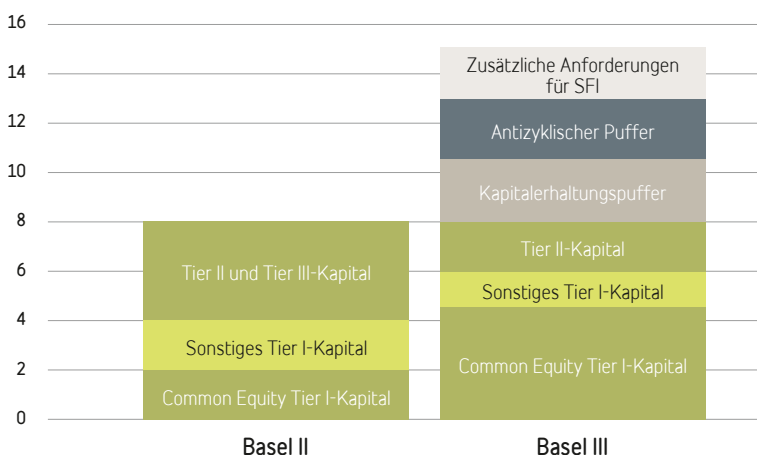 16
14
12
10
8
6
4
2
0
Tier II und Tier III-Kapital
Sonstiges Tier I-Kapital
Common Equity Tier I-Kapital
Zusätzliche Anforderungen
für SFI
Antizyklischer Puffer
Kapitalerhaltungspuffer
Tier II-Kapital
Sonstiges Tier I-Kapital
Common Equity Tier I-Kapital
Basel II
Basel III